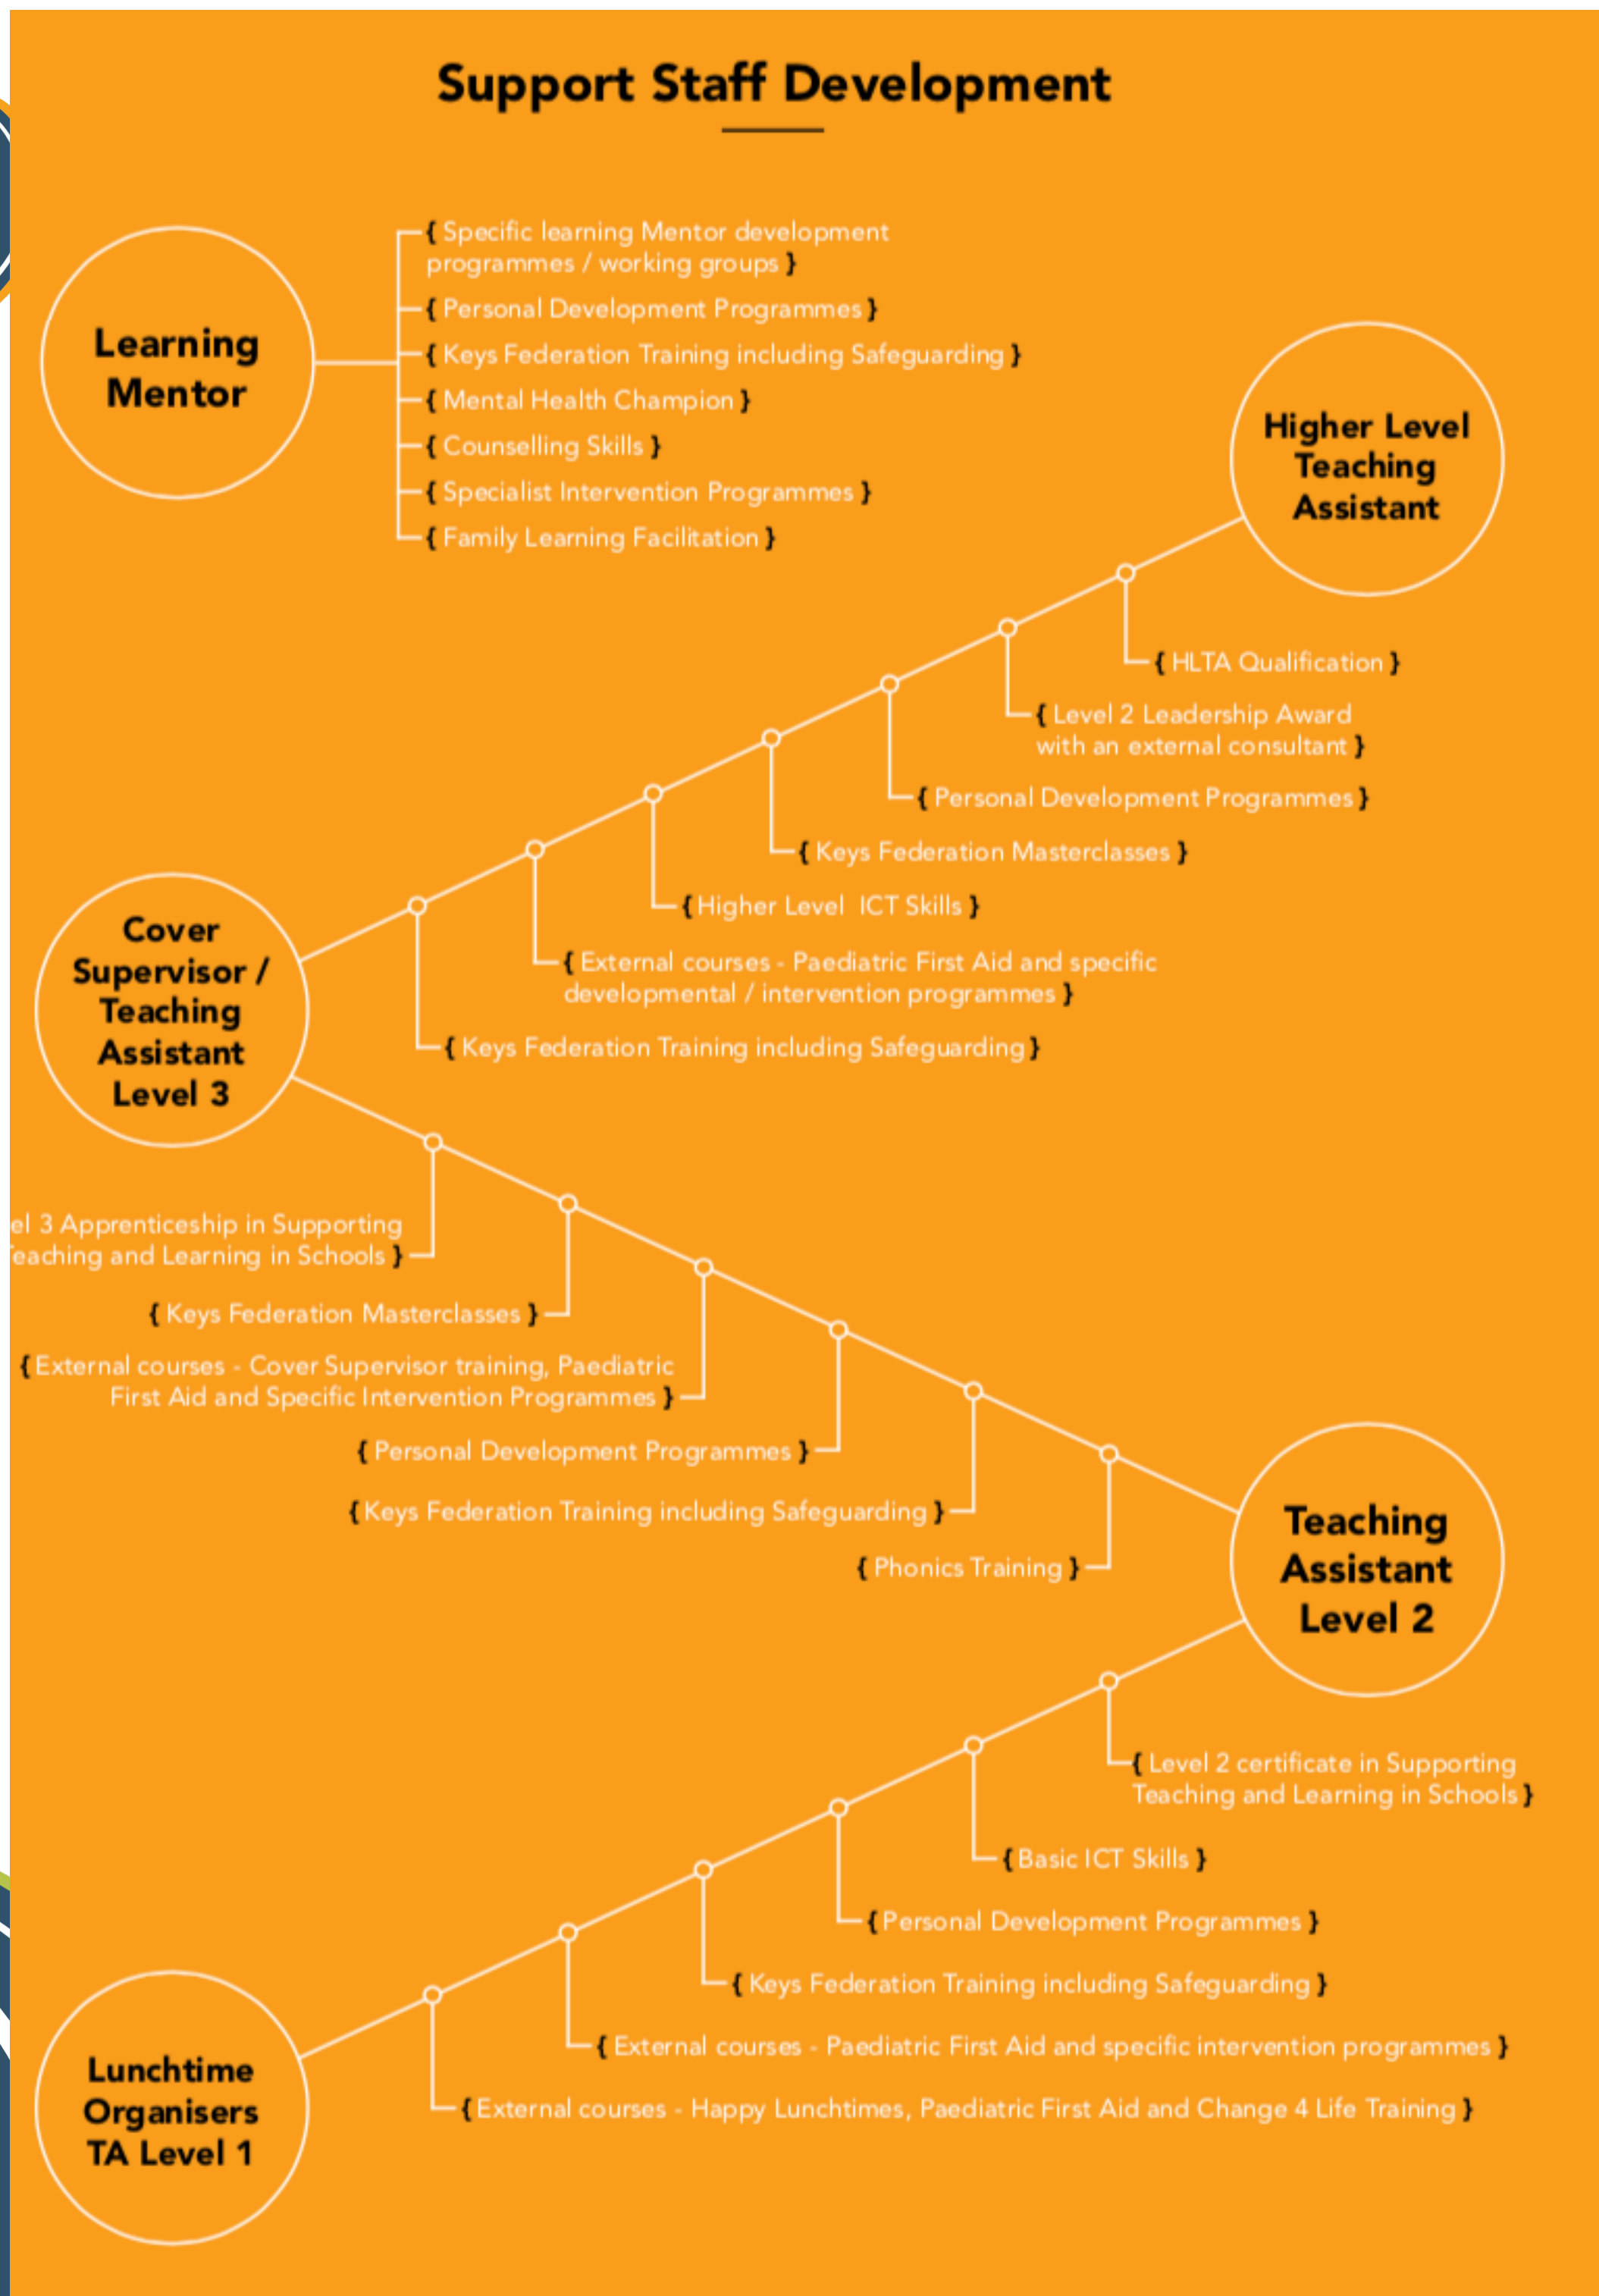 Support Staff Development
{ Specific learning Mentor development
programmes / working groups }
{ Personal Development Programmes }
{ Keys Federation Training including Safeguarding }
{ Mental Health Champion }
{ Counselling Skills }
{ Specialist Intervention Programmes }
{ Family Learning Facilitation }
Learning
Mentor
Higher Level
Teaching
Assistant
{ HLTA Qualification }
{ Level 2 Leadership Award
with an external consultant }
{ Personal Development Programmes }
{ Keys Federation Masterclasses }
{ Higher Level ICT Skills }
{ External courses - Paediatric First Aid and specific
developmental / intervention programmes }
{ Keys Federation Training including Safeguarding }
Cover
Supervisor /
Teaching
Assistant
Level 3
3 Apprenticeship in Supporting
and Learning in Schools }
{ Keys Federation Masterclasses }
{ External courses - Cover Supervisor training, Paediatric
First Aid and Specific Intervention Programmes }
{ Personal Development Programmes }
{ Keys Federation Training including Safeguarding }
{ Phonics Training }
Teaching
Assistant
Level 2
{ Level 2 certificate in Supporting
Teaching and Learning in Schools }
{ Basic ICT Skills }
{ Personal Development Programmes }
{ Keys Federation Training including Safeguarding }
{ External courses - Paediatric First Aid and specific intervention programmes }
{ External courses - Happy Lunchtimes, Paediatric First Aid and Change 4 Life Training }
Lunchtime
Organisers
TA Level 1